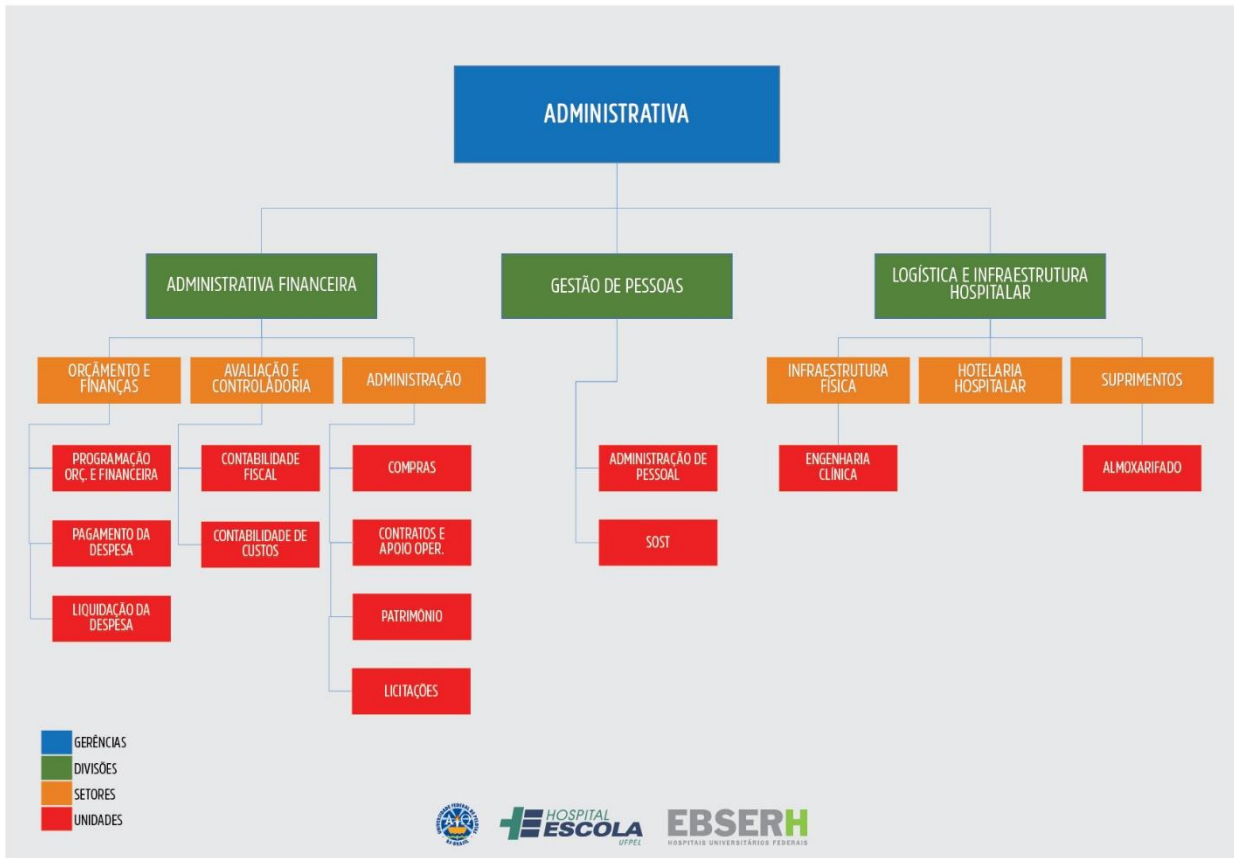 ADMINISTRATIVA
ADMINISTRATIVA FINANCEIRA
GESTÃO DE PESSOAS
LOGÍSTICA E INFRAESTRUTURA
HOSPITALAR
ORÇAMENTO E
FINANÇAS
AVALIAÇÃO E
CONTROLADORIA
ADMINISTRAÇÃO
INFRAESTRUTURA
FÍSICA
HOTELARIA
HOSPITALAR
SUPRIMENTOS
PROGRAMAÇÃO
ORÇ. E FINANCEIRA
CONTABILIDADE
FISCAL
COMPRAS
ADMINISTRAÇÃO DE
PESSOAL
ENGENHARIA
CLÍNICA
ALMOXARIFADO
PAGAMENTO DA
DESPESA
CONTABILIDADE DE
CUSTOS
CONTRATOS E
APOIO OPER.
SOST
LIQUIDAÇÃO DA
DESPESA
PATRIMÔNIO
LICITAÇÕES
GERÊNCIAS
DIVISÕES
SETORES
UNIDADES
HOSPITAL
ESCOLA
UFPEL
EBSERH
HOSPITAIS UNIVERSITÁRIOS FEDERAIS